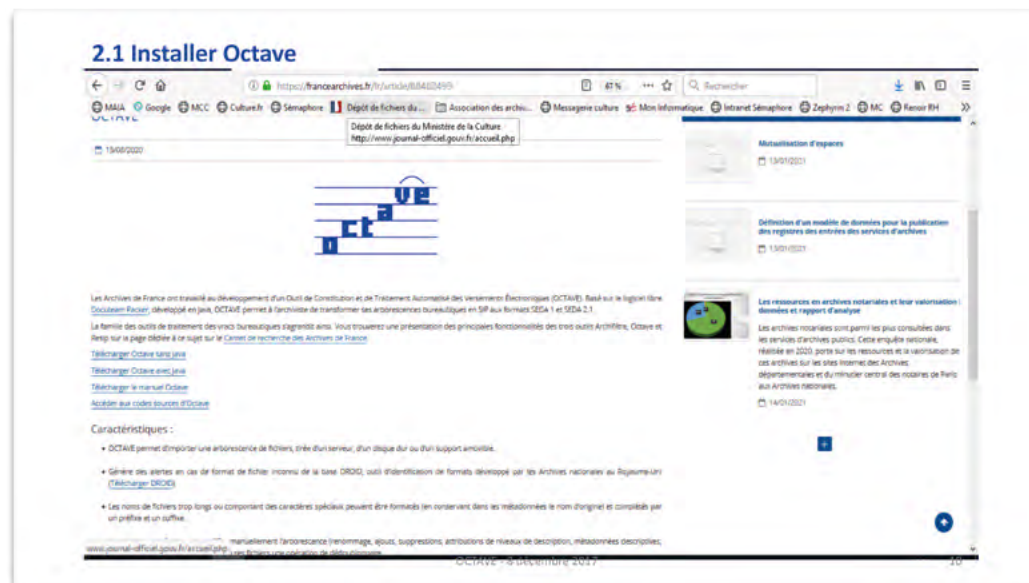 2.1 Installer Octave
https://francearchives.fr/fr/article/88482499
67 %
Rechercher
MAIA Google MCC Culture.fr Sémaphore Dépôt de fichiers du ... Association des archiv... Messagerie culture Mon Informatique Intranet Sémaphore Zephyrin 2 MC Renoir RH
OCTAVE
Dépôt de fichiers du Ministère de la Culture
http://www.journal-officiel.gouv.fr/accueil.php
octave
Les Archives de France ont travaillé au développement d'un Outil de Constitution et de Traitement Automatisé des Versements Électroniques (OCTAVE). Basé sur le logiciel libre
Docuteam Packer, développé en Java, OCTAVE permet à l'archiviste de transformer ses arborescences bureautiques en SIP aux formats SEDA 1 et SEDA 2.1.
La famille des outils de traitement des vracs bureautiques s'agrandit ainsi. Vous trouverez une présentation des principales fonctionnalités des trois outils Archifiltre, Octave et
Resip sur la page dédiée à ce sujet sur le Carnet de recherche des Archives de France.
Télécharger Octave sans Java
Télécharger Octave avec Java
Télécharger le manuel Octave
Accéder aux codes sources d'Octave
Caractéristiques :
• OCTAVE permet d'importer une arborescence de fichiers, tirée d'un serveur, d'un disque dur ou d'un support amovible.
• Génère des alertes en cas de format de fichier inconnu de la base DROID, outil d'identification de formats développé par les Archives nationales au Royaume-Uni
(Télécharger DROID)
• Les noms de fichiers trop longs ou comportant des caractères spéciaux peuvent être formatés (en conservant dans les métadonnées le nom d'origine) et complétés par
un préfixe et un suffixe.
manuellement l'arborescence (renommage, ajouts, suppressions, attributions de niveaux de description, métadonnées descriptives,
www.journal-officiel.gouv.fr/accueil.php
Mutualisation d'espaces
13/01/2021
Définition d'un modèle de données pour la publication
des registres des entrées des services d'archives
13/01/2021
Les ressources en archives notariales et leur valorisation :
données et rapport d'analyse
Les archives notariales sont parmi les plus consultées dans
les services d'archives publics. Cette enquête nationale,
réalisée en 2020, porte sur les ressources et la valorisation de
ces archives sur les sites Internet des Archives
départementales et du minutier central des notaires de Paris
aux Archives nationales.
14/01/2021
OCTAVE - 8 décembre 2017
10